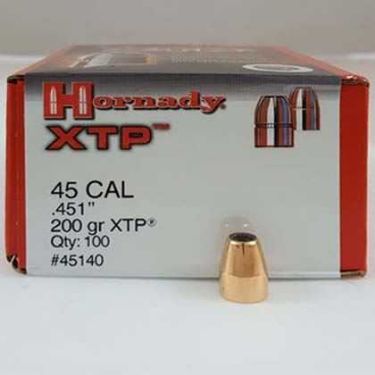 Hornady
XTP™
45 CAL
.451"
200 gr XTP®
Qty: 100
#45140